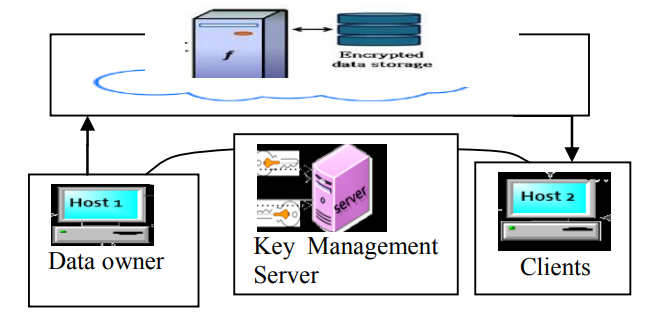 f
Encrypted
data storage
Host 1
Data owner
server
Key Management
Server
Host 2
Clients